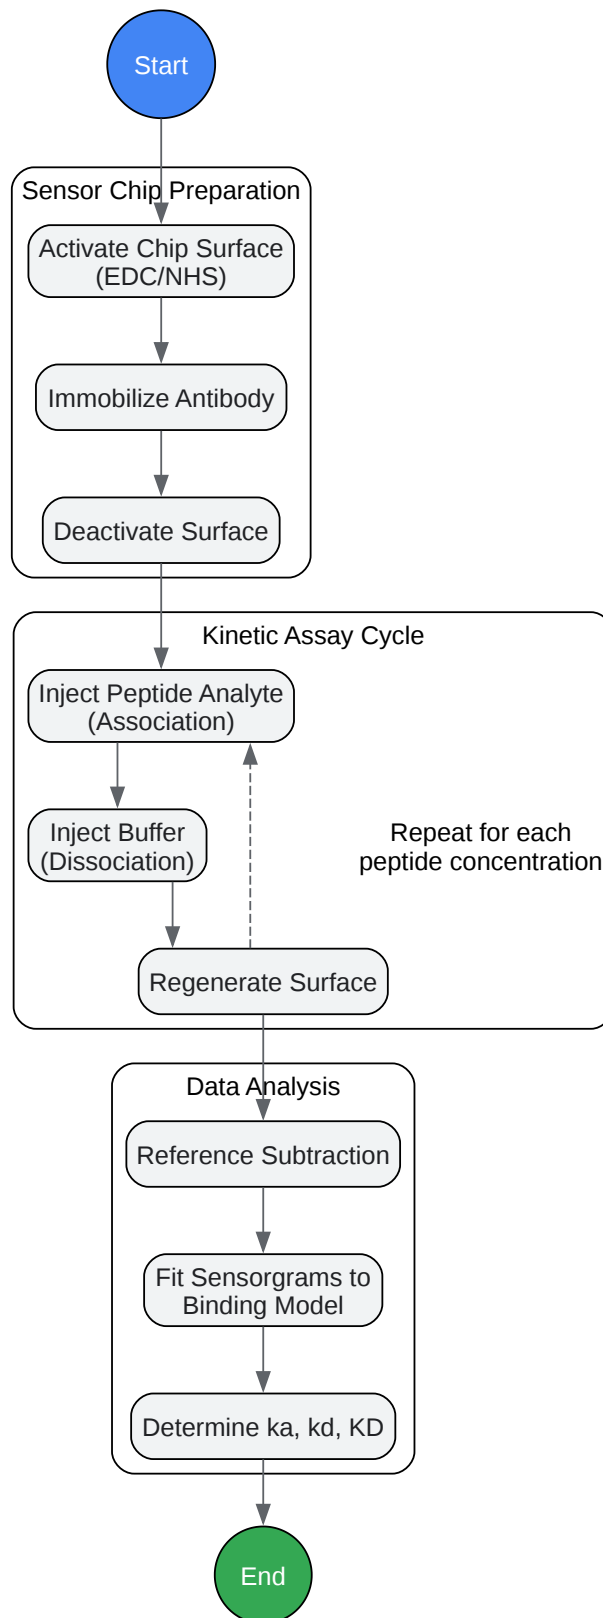 Start
Sensor Chip Preparation
Activate Chip Surface
(EDC/NHS)
Immobilize Antibody
Deactivate Surface
Kinetic Assay Cycle
Inject Peptide Analyte
(Association)
Inject Buffer
(Dissociation)
Repeat for each
peptide concentration
Regenerate Surface
Data Analysis
Reference Subtraction
Fit Sensorgrams to
Binding Model
Determine ka, kd, KD
End